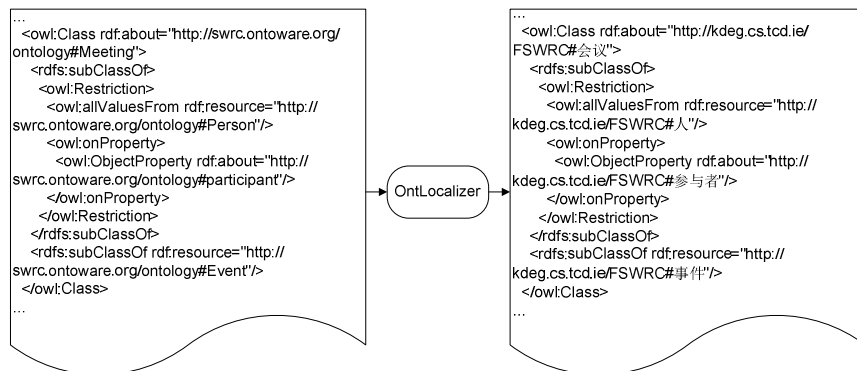 ...
<owl:Class rdf:about="http://swrc.ontoware.org/
ontology#Meeting">
<rdfs:subClassOf>
<owl:Restriction>
<owl:allValuesFrom rdf:resource="http://
swrc.ontoware.org/ontology#Person"/>
<owl:onProperty>
<owl:ObjectProperty rdf:about="http://
swrc.ontoware.org/ontology#participant"/>
</owl:onProperty>
</owl:Restriction>
</rdfs:subClassOf>
<rdfs:subClassOf rdf:resource="http://
swrc.ontoware.org/ontology#Event"/>
</owl:Class>
...
OntLocalizer
...
<owl:Class rdf:about="http://kdeg.cs.tcd.ie/
FSWRC#会议">
<rdfs:subClassOf>
<owl:Restriction>
<owl:allValuesFrom rdf:resource="http://
kdeg.cs.tcd.ie/FSWRC#人"/>
<owl:onProperty>
<owl:ObjectProperty rdf:about="http://
kdeg.cs.tcd.ie/FSWRC#参与者"/>
</owl:onProperty>
</owl:Restriction>
</rdfs:subClassOf>
<rdfs:subClassOf rdf:resource="http://
kdeg.cs.tcd.ie/FSWRC#事件"/>
</owl:Class>
...